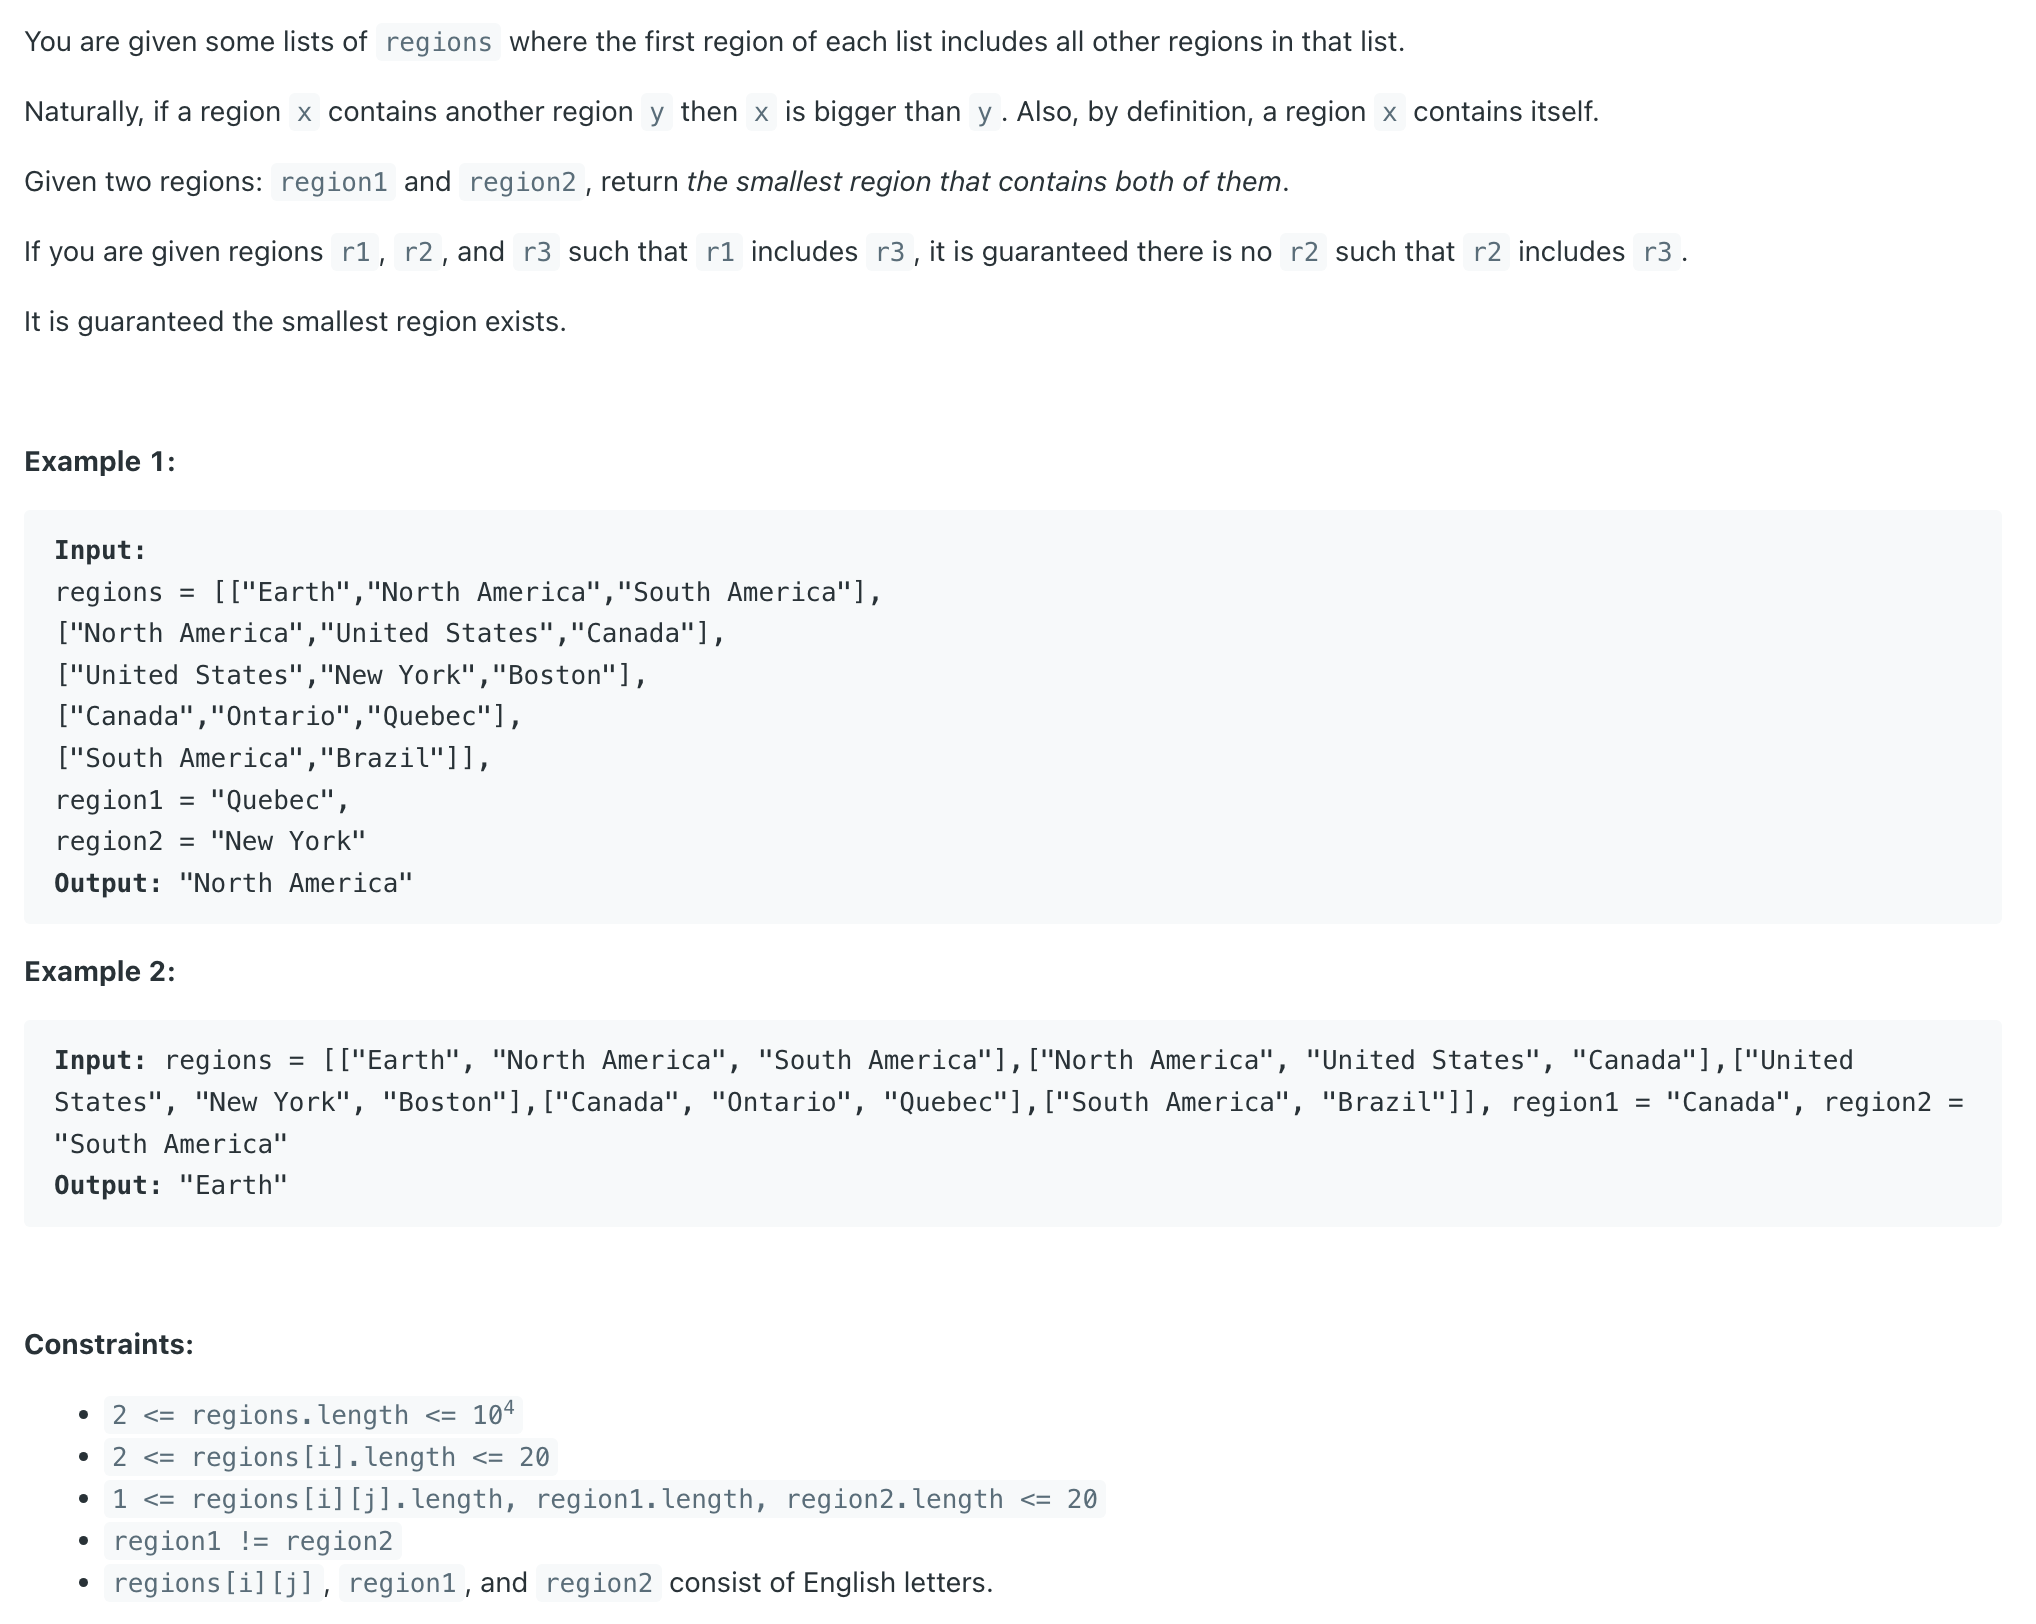 You are given some lists of regions where the first region of each list includes all other regions in that list.
Naturally, if a region x contains another region y then x is bigger than y. Also, by definition, a region x contains itself.
Given two regions: region1 and region2, return the smallest region that contains both of them.
If you are given regions r1, r2, and r3 such that r1 includes r3, it is guaranteed there is no r2 such that r2 includes r3.
It is guaranteed the smallest region exists.
Example 1:
Input:
regions = [["Earth","North America","South America"],
["North America","United States","Canada"],
["United States","New York","Boston"],
["Canada","Ontario","Quebec"],
["South America","Brazil"]],
region1 = "Quebec",
region2 = "New York"
Output: "North America"
Example 2:
Input: regions = [["Earth", "North America", "South America"],["North America", "United States", "Canada"],["United
States", "New York", "Boston"],["Canada", "Ontario", "Quebec"],["South America", "Brazil"]], region1 = "Canada", region2 =
"South America"
Output: "Earth"
Constraints:
• 2 <= regions.length <= 10⁴
• 2 <= regions[i].length <= 20
• 1 <= regions[i][j].length, region1.length, region2.length <= 20
• region1 != region2
• regions[i][j], region1, and region2 consist of English letters.